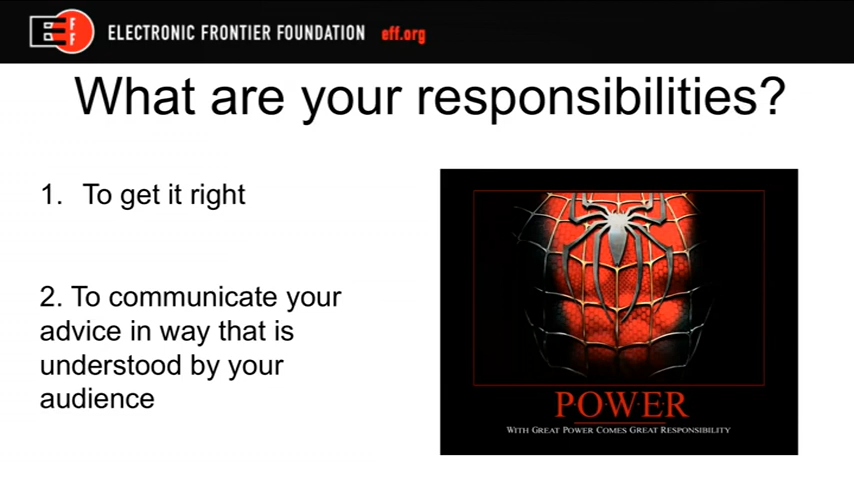 EFF
ELECTRONIC FRONTIER FOUNDATION eff.org
What are your responsibilities?
1. To get it right
2. To communicate your
advice in way that is
understood by your
audience
POWER
WITH GREAT POWER COMES GREAT RESPONSIBILITY